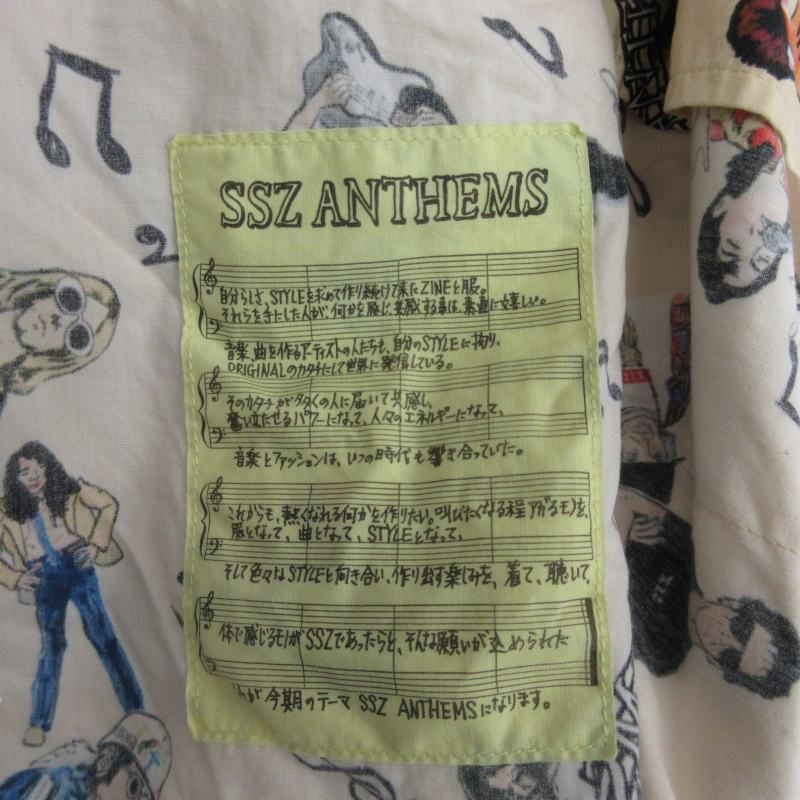 SSZ ANTHEMS
自分らしさ、STYLEを求めて作り続けて来たZINEと服。
それらを手にした人が、何かを感じ、共感する事は、素直に嬉しい。
音楽、曲を作るアーティストの人たちも、自分のSTYLEに拘り、
ORIGINALのカタチにして世界に発信している。
そのカタチが多くの人に届いて共感し、
奮い立たせるパワーになって、人々のエネルギーになって、
音楽とファッションは、いつの時代も響き合っていた。
これからも、熱くなれる何かを作りたい。叫びたくなる程アガるモノを、
服となって、曲となって、STYLEとなって、
そして色々なSTYLEと向き合い、作り出す楽しみを、着て、聴いて、
体で感じるモノがSSZであったらと、そんな願いが込められた
が今期のテーマ SSZ ANTHEMSになります。